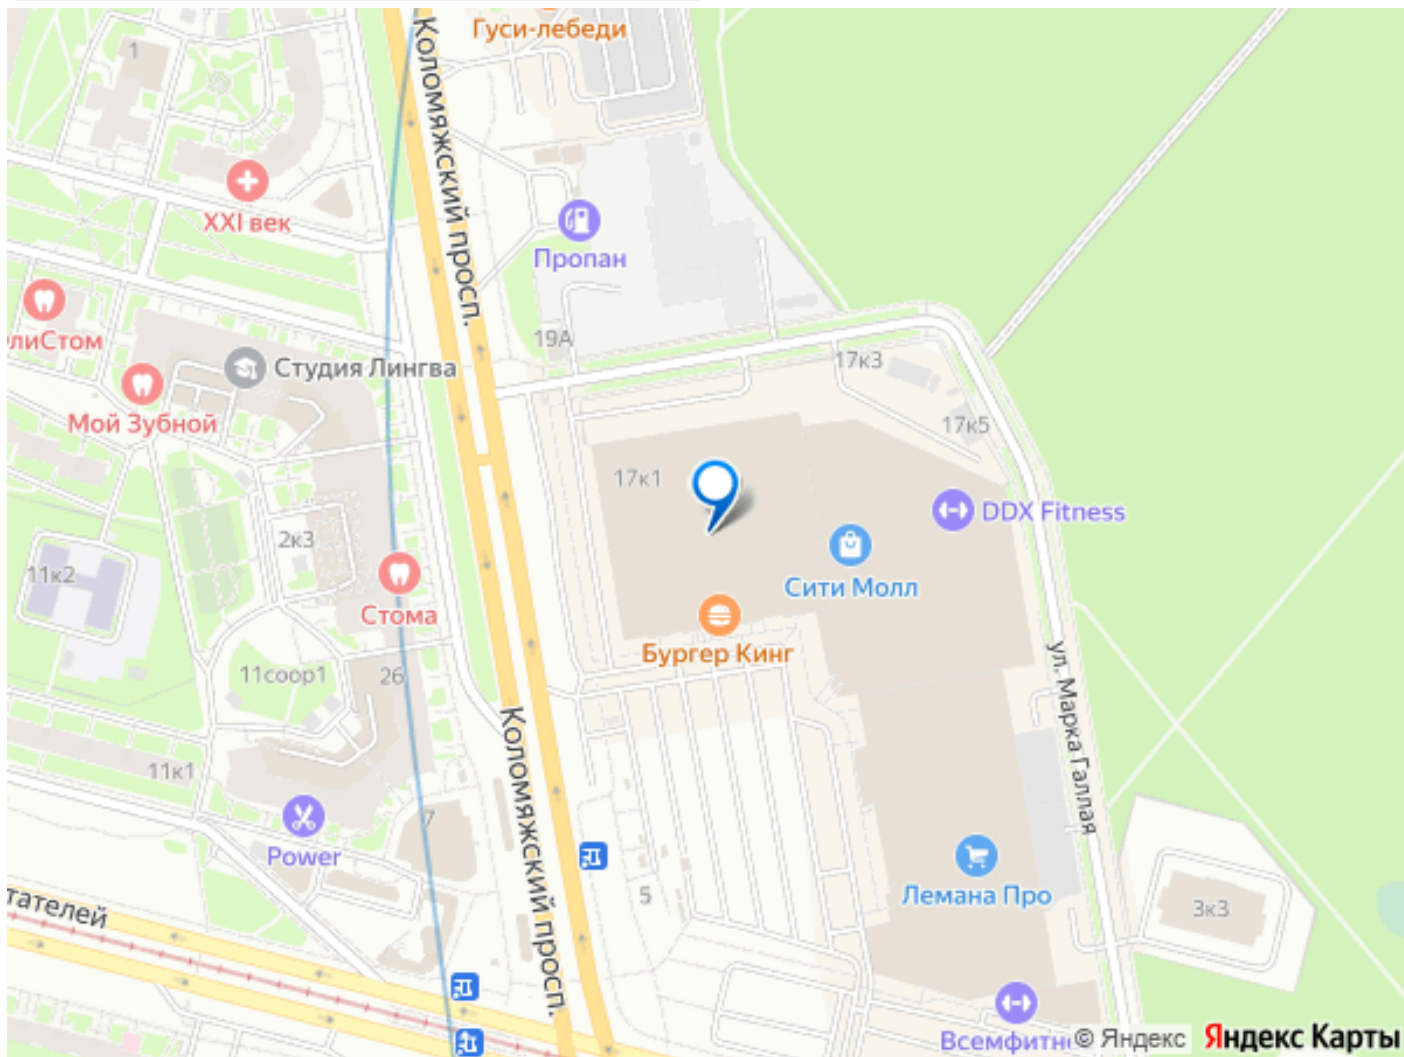 Гуси-лебеди
1
Коломяжский просп.
XXI век
Пропан
лиСтом
19А
17к3
Студия Лингва
Мой Зубной
17к5
17к1
DDX Fitness
2к3
11к2
Сити Молл
Стома
Бургер Кинг
11соор1
26
ул. Марка Галлая
Коломяжский просп.
11к1
7
Power
5
Лемана Про
тателей
3к3
Всемфитн
© Яндекс
Яндекс Карты